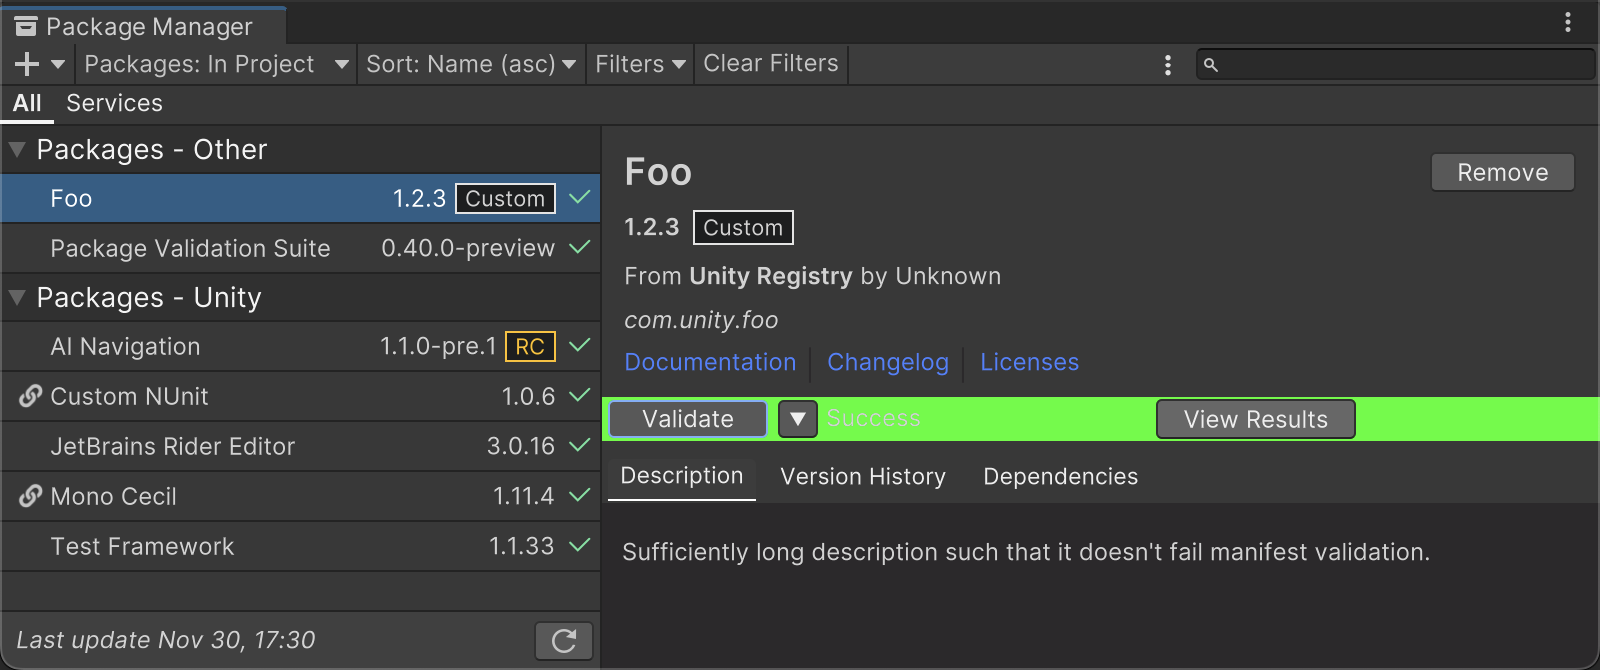 Package Manager
Packages: In Project Sort: Name (asc) Filters Clear Filters
All Services
Packages - Other
Foo 1.2.3 Custom
Package Validation Suite 0.40.0-preview
Packages - Unity
AI Navigation 1.1.0-pre.1 RC
Custom NUnit 1.0.6
JetBrains Rider Editor 3.0.16
Mono Cecil 1.11.4
Test Framework 1.1.33
Last update Nov 30, 17:30
Foo Remove
1.2.3 Custom
From Unity Registry by Unknown
com.unity.foo
Documentation Changelog Licenses
Validate Success View Results
Description Version History Dependencies
Sufficiently long description such that it doesn't fail manifest validation.